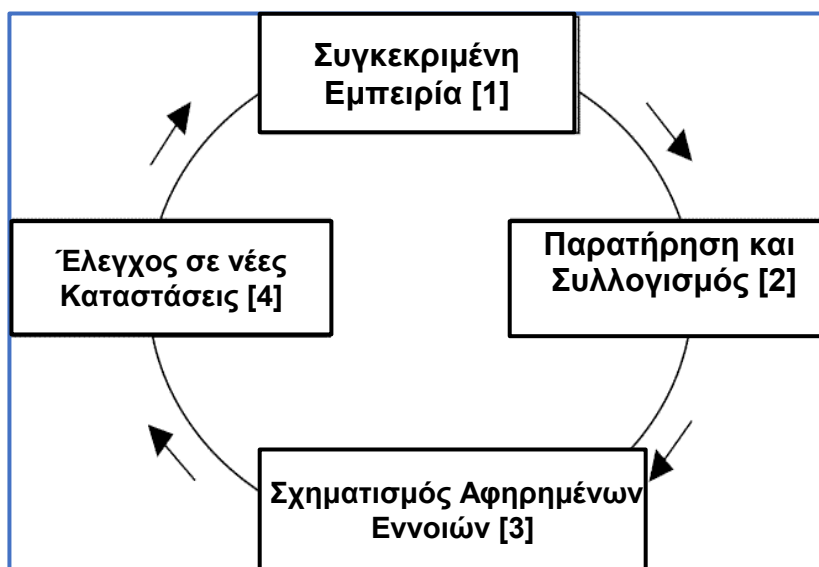 Συγκεκριμένη
Εμπειρία [1]
Παρατήρηση και
Συλλογισμός [2]
Σχηματισμός Αφηρημένων
Εννοιών [3]
Έλεγχος σε νέες
Καταστάσεις [4]